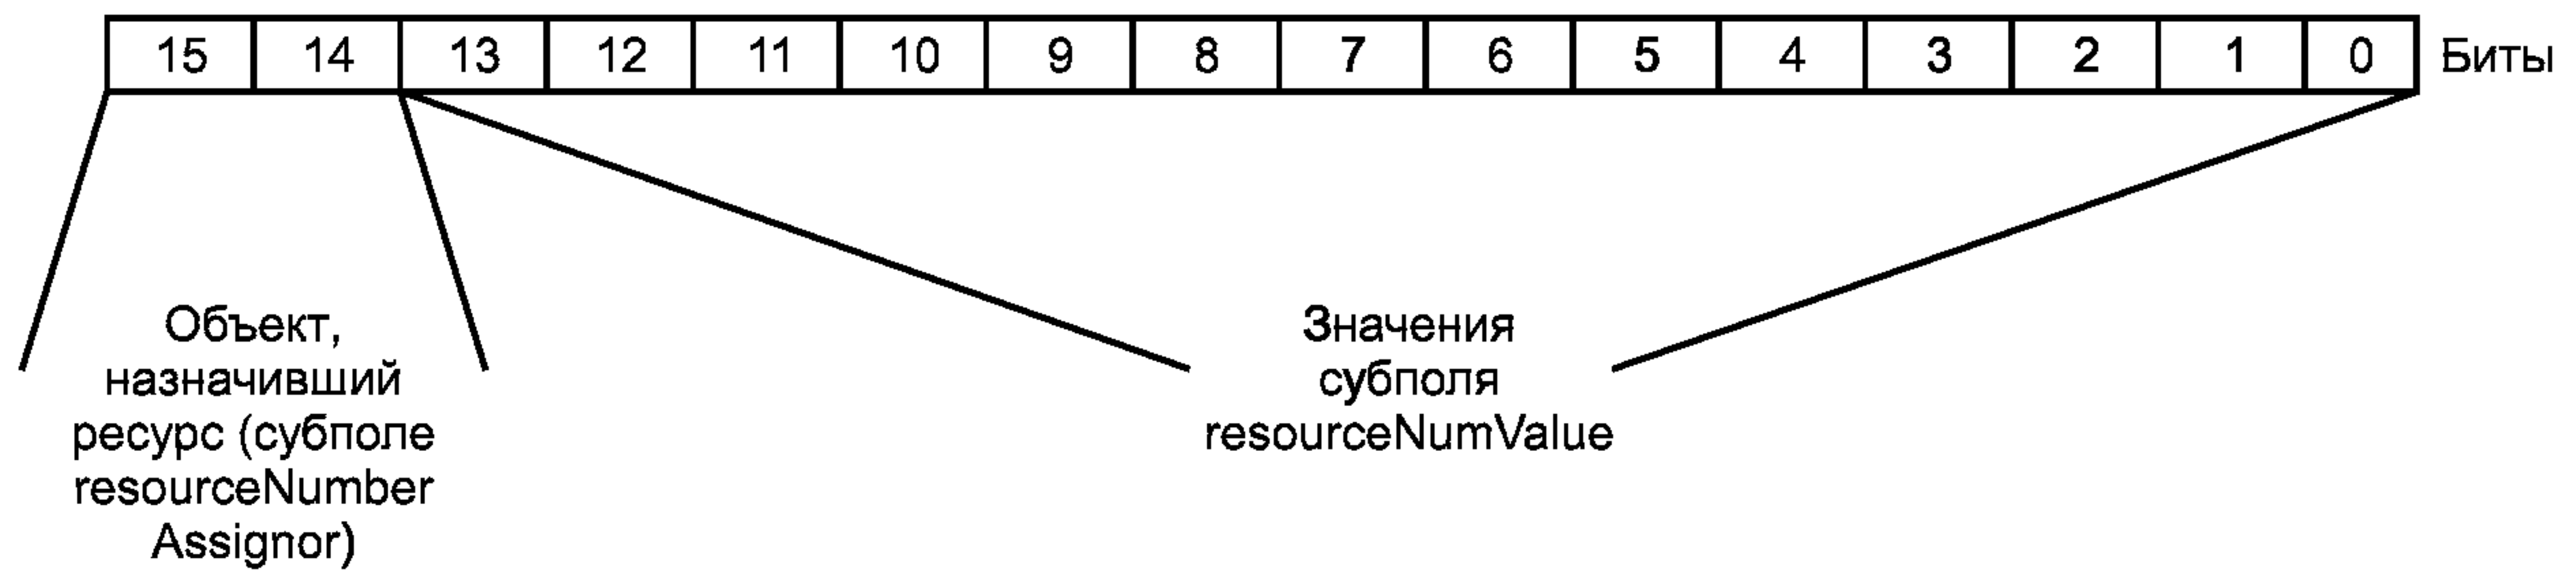 15 14 13 12 11 10 9 8 7 6 5 4 3 2 1 0 Биты
Объект,
назначивший
ресурс (субполе
resourceNumber
Assignor)
Значения
субполя
resourceNumValue